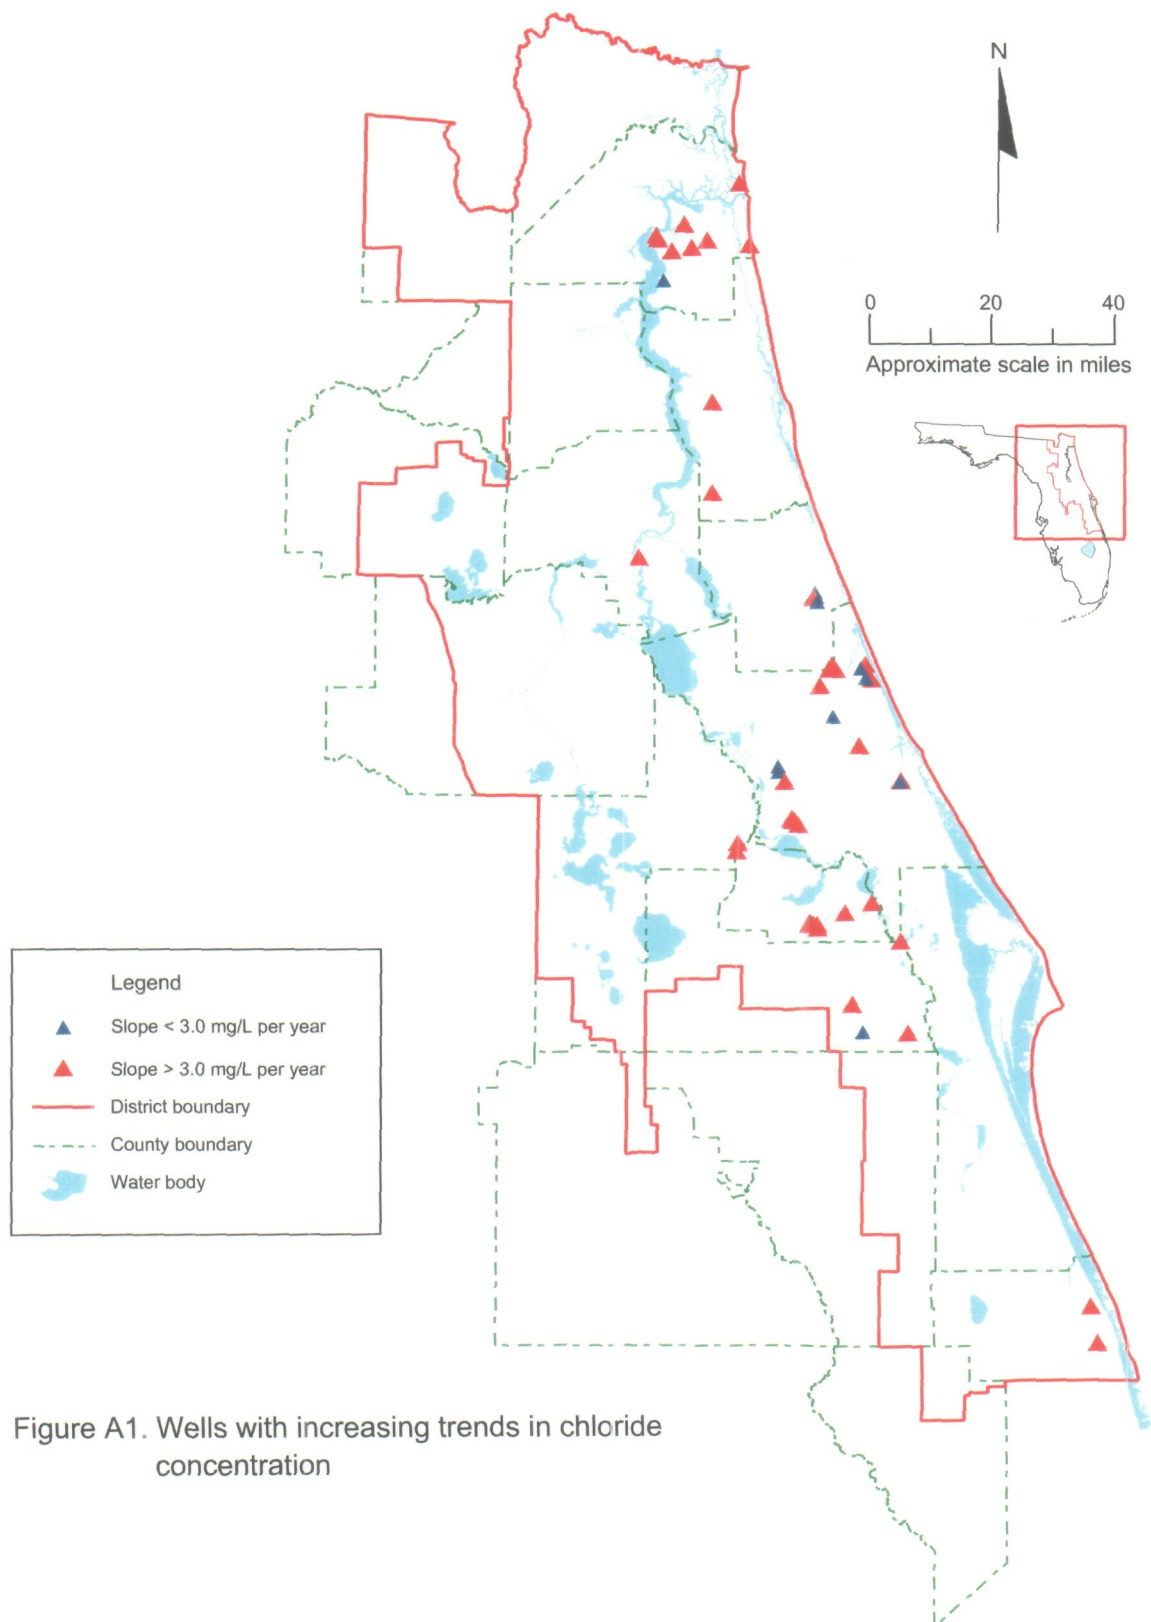 N
0 20 40
Approximate scale in miles
Legend
Slope < 3.0 mg/L per year
Slope > 3.0 mg/L per year
District boundary
County boundary
Water body
Figure A1. Wells with increasing trends in chloride
concentration